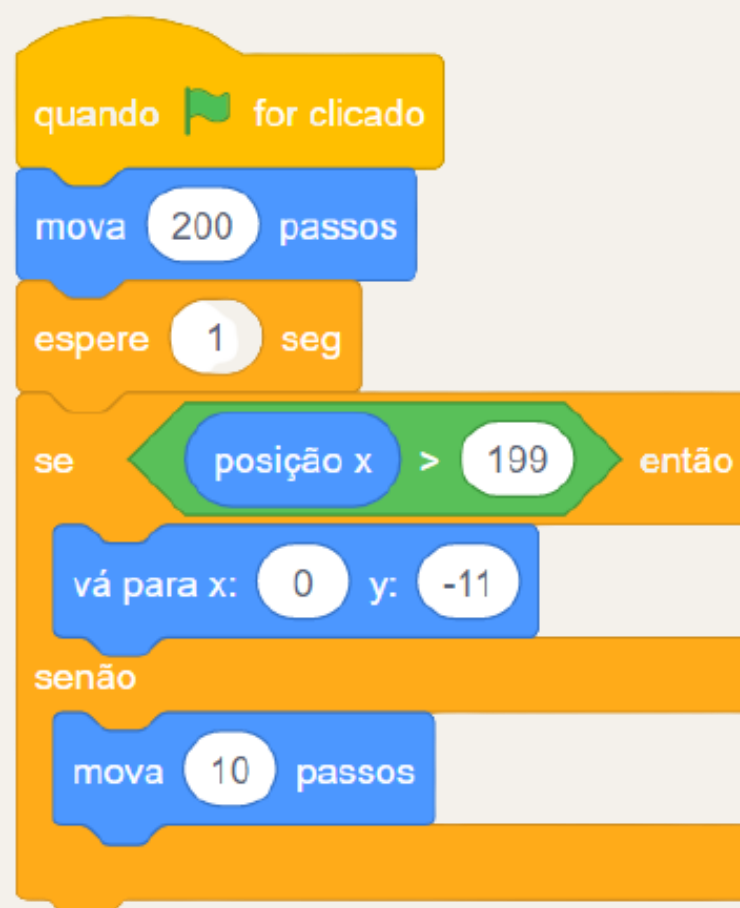 quando for clicado
mova 200 passos
espere 1 seg
se posição x > 199 então
vá para x: 0 y: -11
senão
mova 10 passos